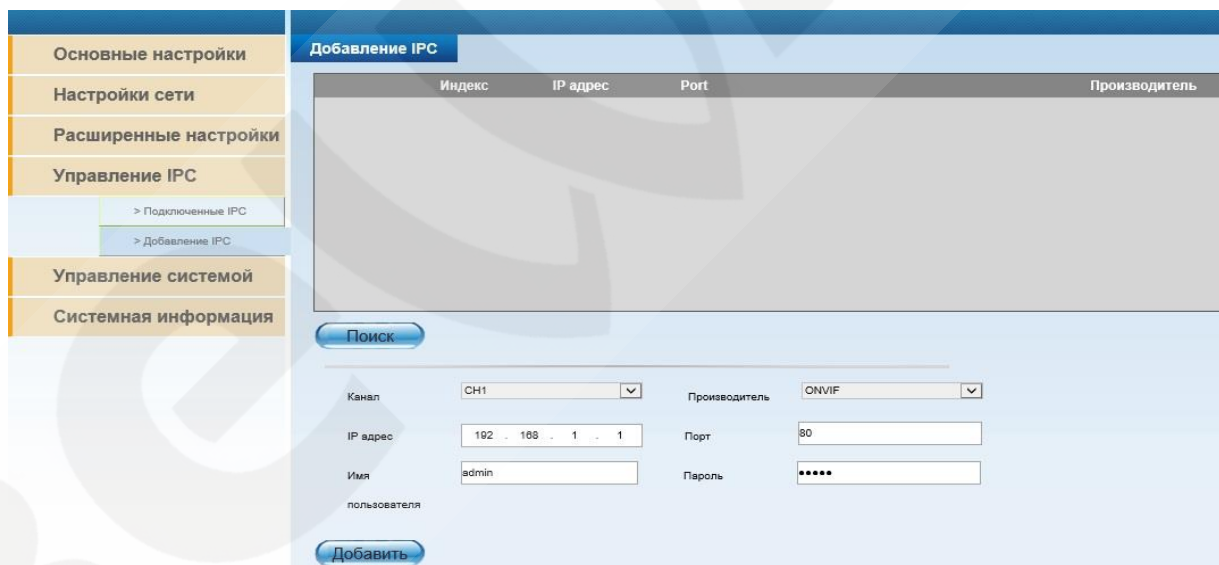 Основные настройки
Настройки сети
Расширенные настройки
Управление IPC
> Подключенные IPC
> Добавление IPC
Управление системой
Системная информация
Добавление IPC
Индекс IP адрес Port Производитель
Поиск
Канал CH1 Производитель ONVIF
IP адрес 192 . 168 . 1 . 1 Порт 80
Имя admin Пароль •••••
пользователя
Добавить